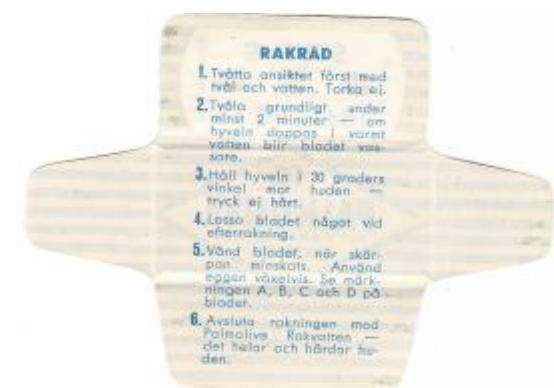 RAKRÅD
1. Tvätta ansiktet först med
tvål och vatten. Torka ej.
2. Tvåla grundligt under
minst 2 minuter — om
hyveln doppas i varmt
vatten blir bladet vas-
sare.
3. Håll hyveln i 30 graders
vinkel mot huden —
tryck ej hårt.
4. Lossa bladet något vid
efterrakning.
5. Vänd bladet, när skär-
pan minskats. Använd
eggen växelvis. Se märk-
ningen A, B, C och D på
bladet.
6. Avsluta rakningen med
Palmolive Rakvatten —
det helar och härdar hu-
den.